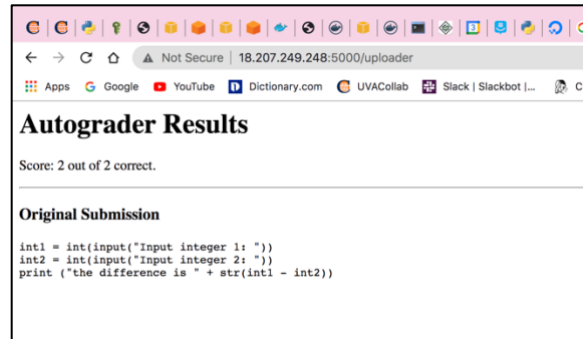 Not Secure | 18.207.249.248:5000/uploader
Apps Google YouTube Dictionary.com UVACollab Slack | Slackbot |... C
Autograder Results
Score: 2 out of 2 correct.
Original Submission
int1 = int(input("Input integer 1: "))
int2 = int(input("Input integer 2: "))
print ("the difference is " + str(int1 - int2))